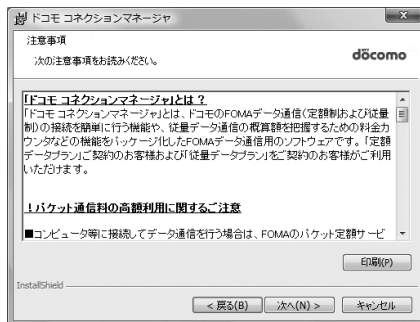 ドコモ コネクションマネージャ
注意事項
次の注意事項をお読みください。
döcomo
「ドコモ コネクションマネージャ」とは？
「ドコモ コネクションマネージャ」とは、ドコモのFOMAデータ通信（定額制および従量
制）の接続を簡単に行う機能や、従量データ通信の概算額を把握するための料金カ
ウンタなどの機能をパッケージ化したFOMAデータ通信用のソフトウェアです。「定額
データプラン」ご契約のお客様および「従量データプラン」をご契約のお客様がご利用
いただけます。
！パケット通信料の高額利用に関するご注意
■コンピュータ等に接続してデータ通信を行う場合は、FOMAのパケット定額サービ
印刷(P)
InstallShield
< 戻る(B)
次へ(N) >
キャンセル